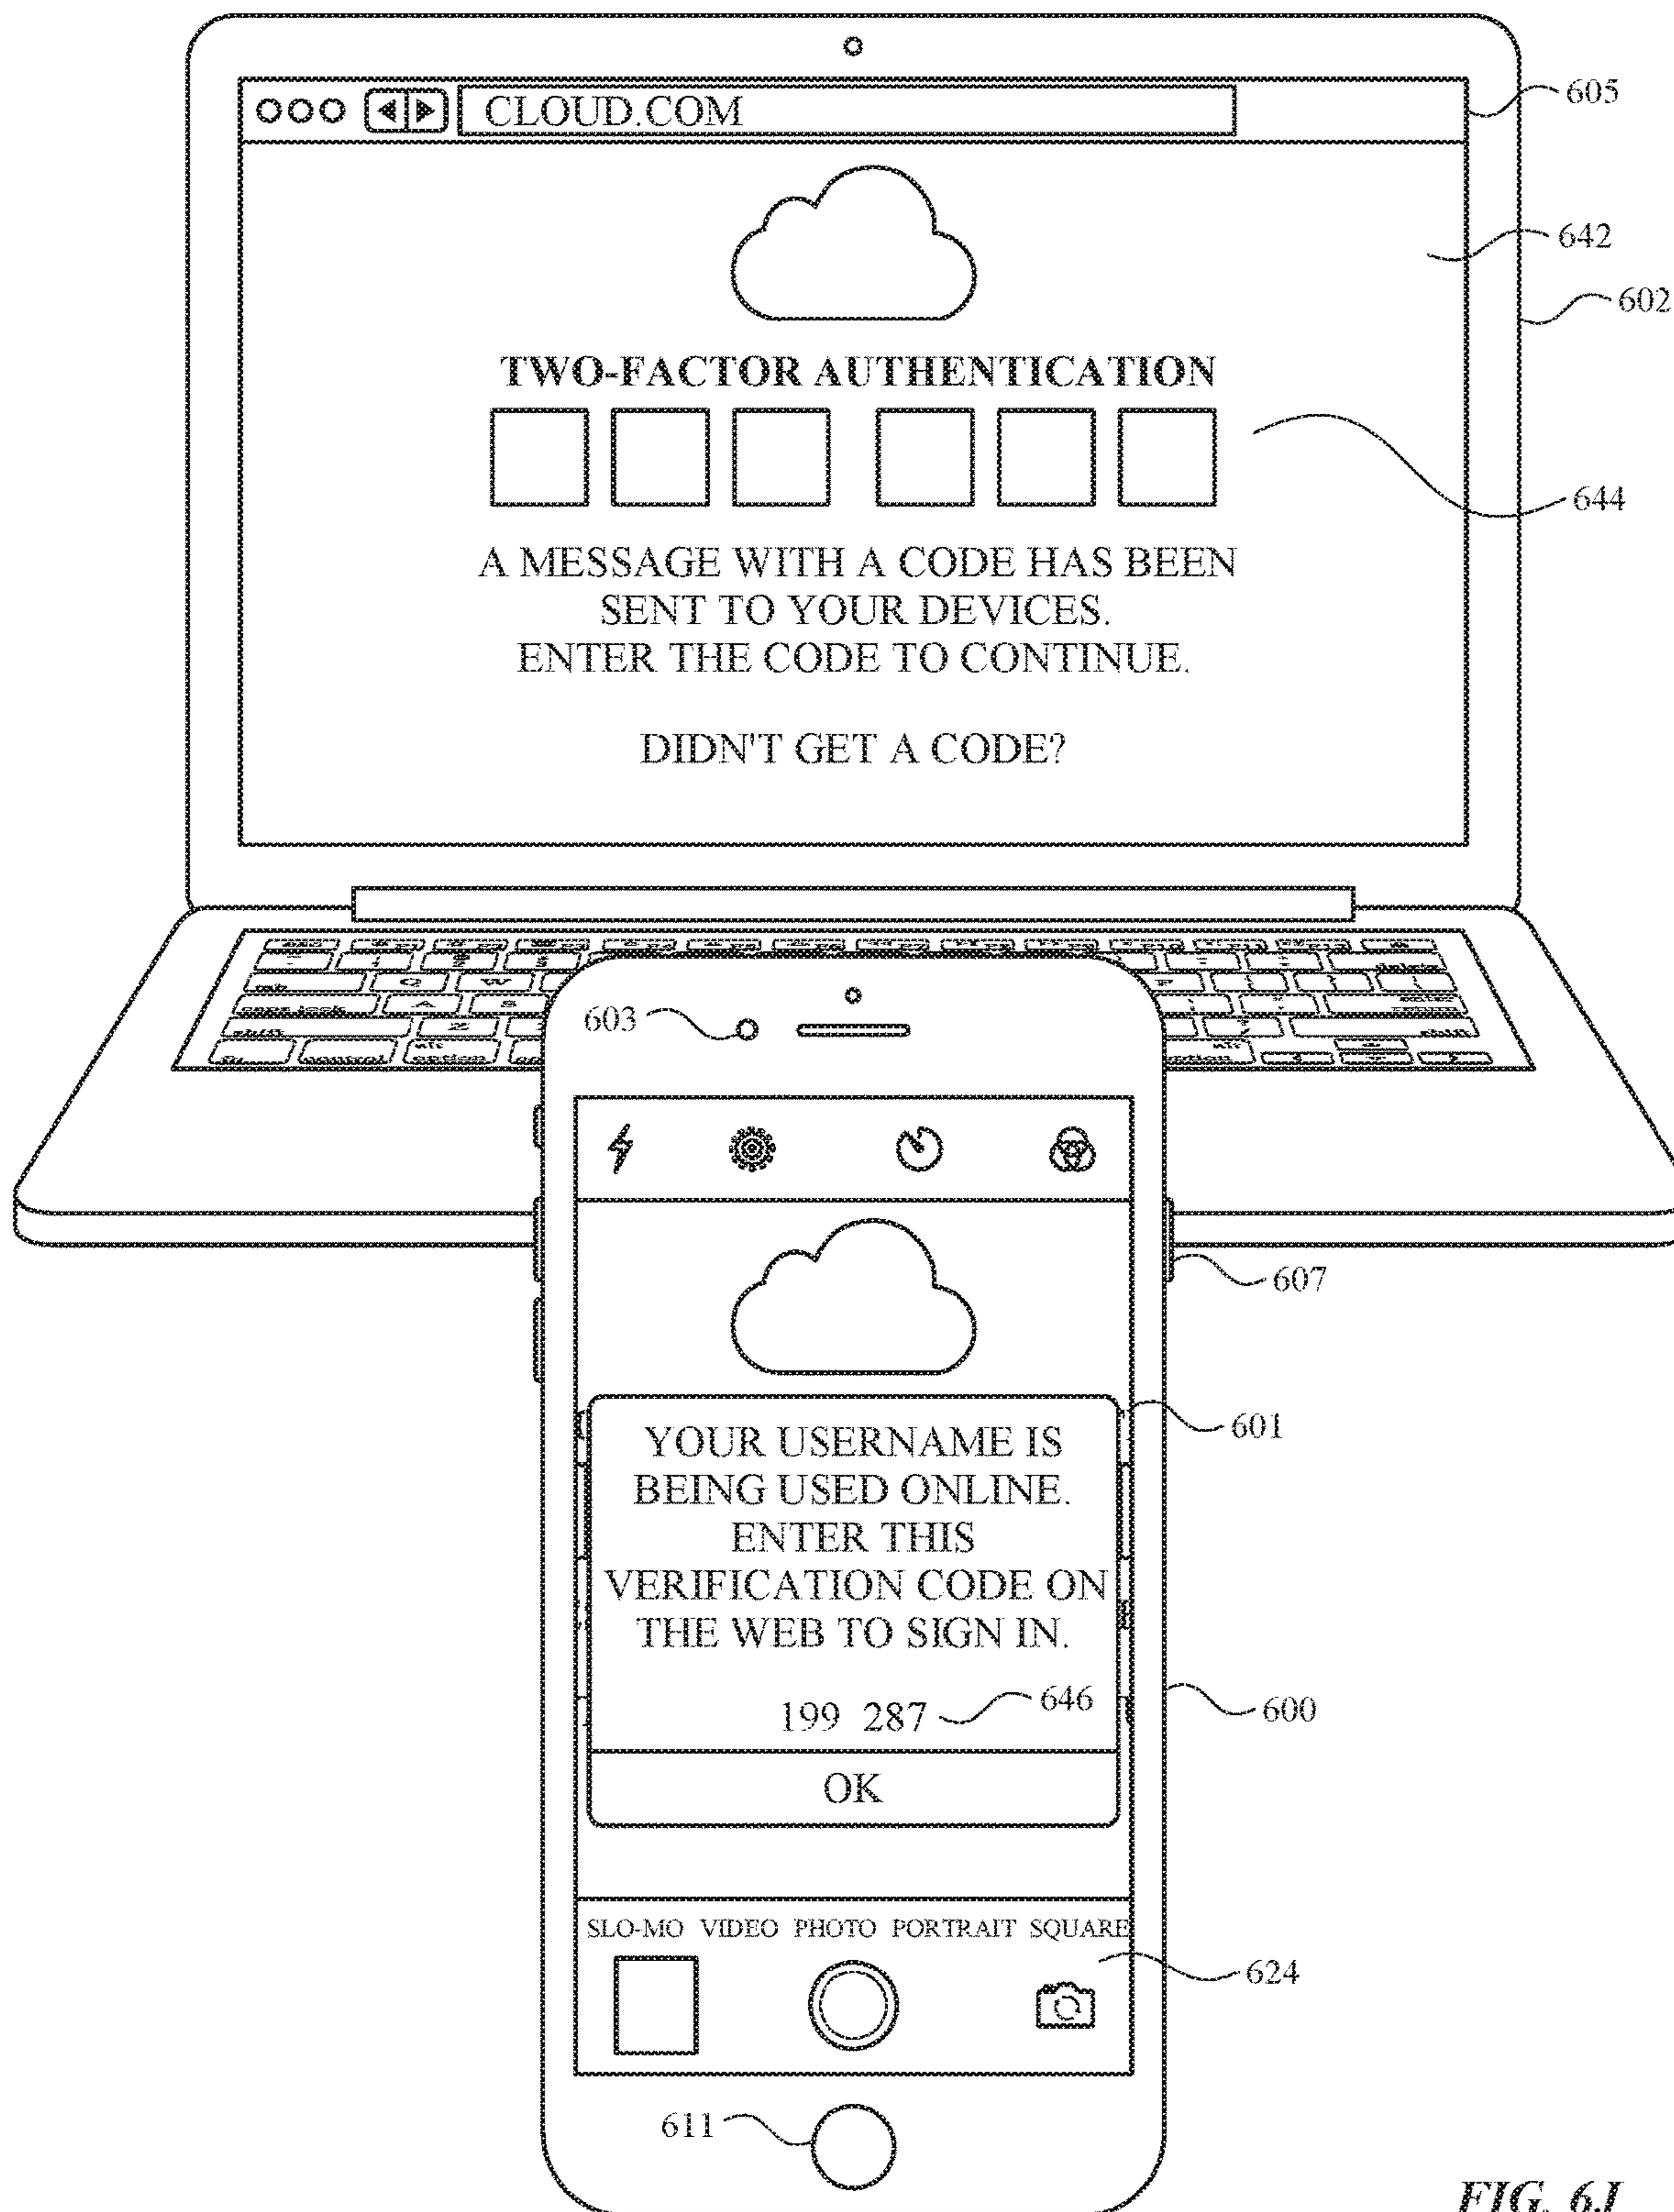 CLOUD.COM
605
642
602
TWO-FACTOR AUTHENTICATION
644
A MESSAGE WITH A CODE HAS BEEN
SENT TO YOUR DEVICES.
ENTER THE CODE TO CONTINUE.
DIDN'T GET A CODE?
603
607
YOUR USERNAME IS
BEING USED ONLINE.
ENTER THIS
VERIFICATION CODE ON
THE WEB TO SIGN IN.
601
199 287
646
600
OK
SLO-MO VIDEO PHOTO PORTRAIT SQUARE
624
611